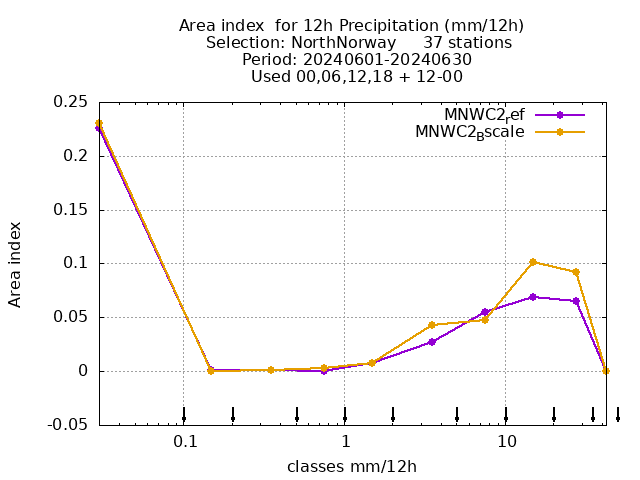 Area index  for 12h Precipitation (mm/12h)
Selection: NorthNorway     37 stations
Period: 20240601-20240630
Used 00,06,12,18 + 12-00
MNWC2ref
MNWC2Bscale
0.25
0.2
0.15
0.1
0.05
0
-0.05
Area index
0.1 1 10
classes mm/12h